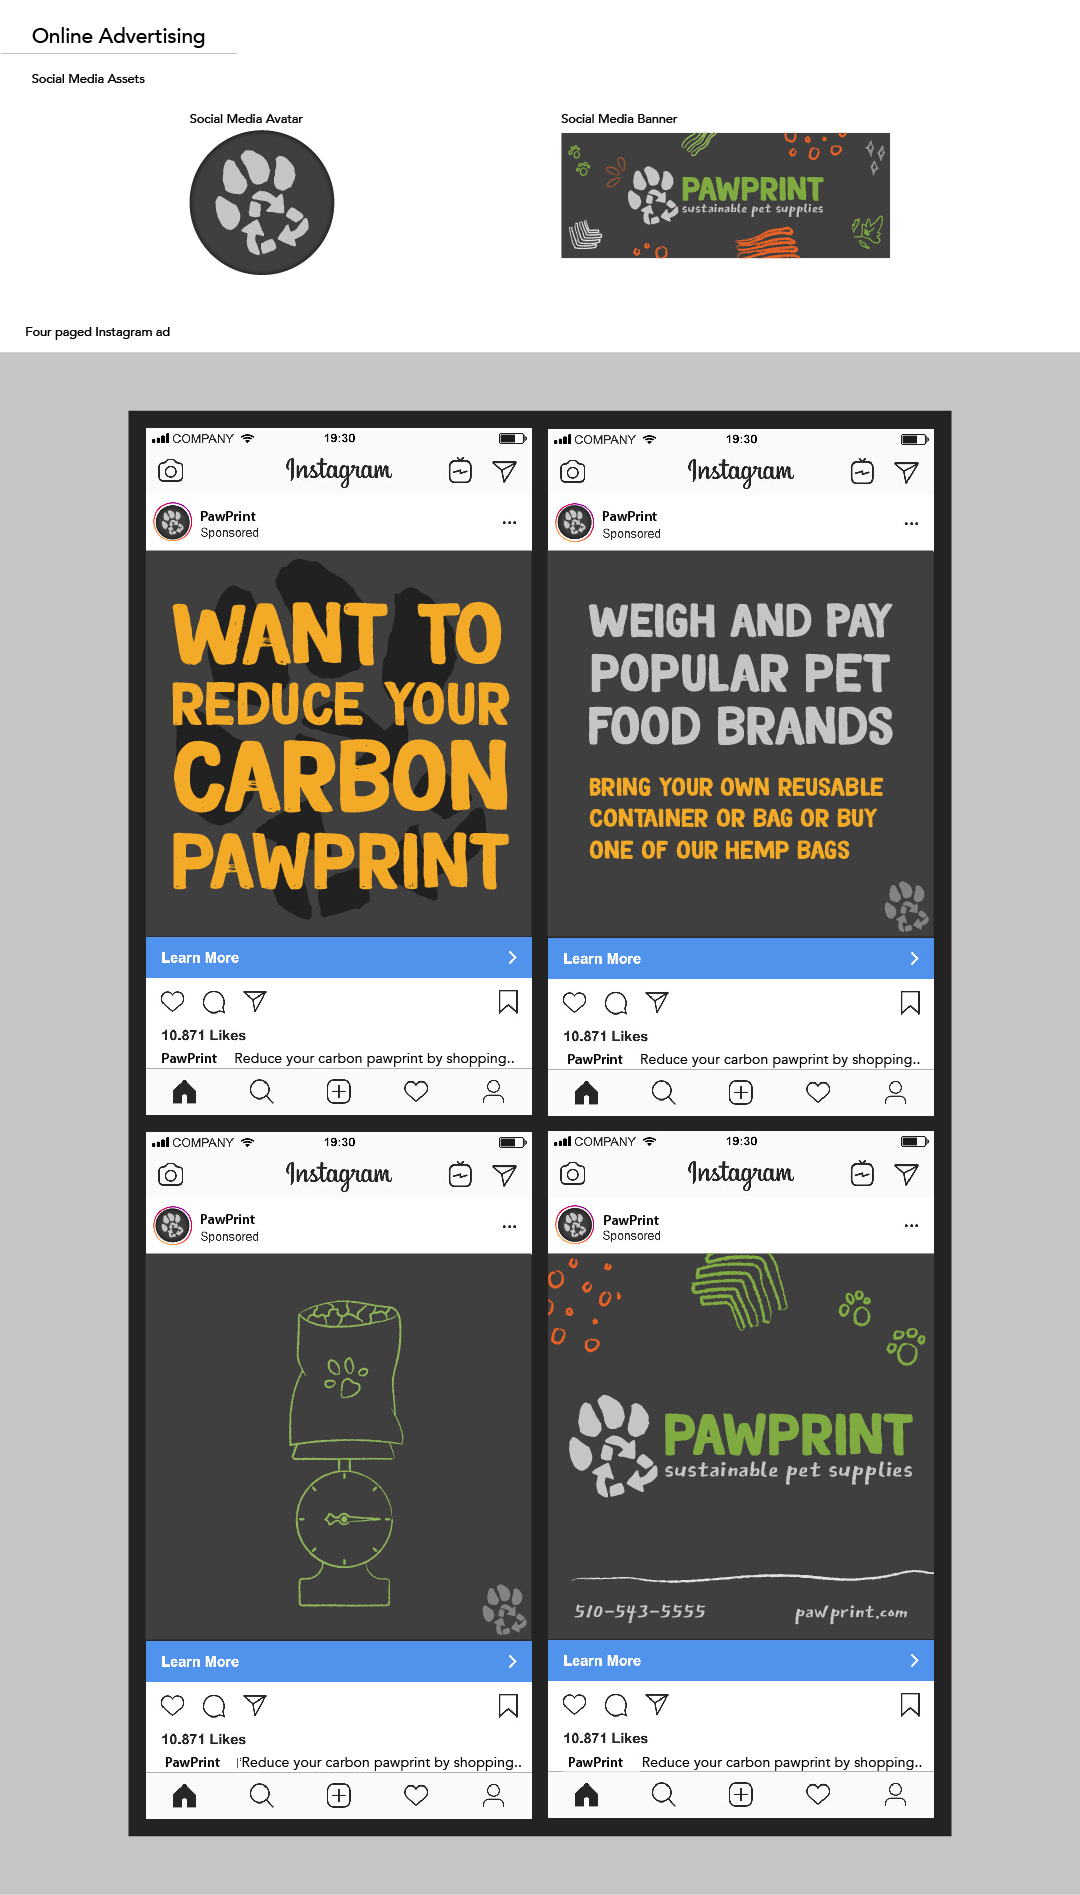 Online Advertising
Social Media Assets
Social Media Avatar
Social Media Banner
PAWPRINT
sustainable pet supplies
Four paged Instagram ad
COMPANY 19:30
Instagram
PawPrint
Sponsored
WANT TO
REDUCE YOUR
CARBON
PAWPRINT
Learn More
10.871 Likes
PawPrint Reduce your carbon pawprint by shopping..
COMPANY 19:30
Instagram
PawPrint
Sponsored
WEIGH AND PAY
POPULAR PET
FOOD BRANDS
BRING YOUR OWN REUSABLE
CONTAINER OR BAG OR BUY
ONE OF OUR HEMP BAGS
Learn More
10.871 Likes
PawPrint Reduce your carbon pawprint by shopping..
COMPANY 19:30
Instagram
PawPrint
Sponsored
Learn More
10.871 Likes
PawPrint |'Reduce your carbon pawprint by shopping..
COMPANY 19:30
Instagram
PawPrint
Sponsored
PAWPRINT
sustainable pet supplies
510-543-5555 pawprint.com
Learn More
10.871 Likes
PawPrint Reduce your carbon pawprint by shopping..